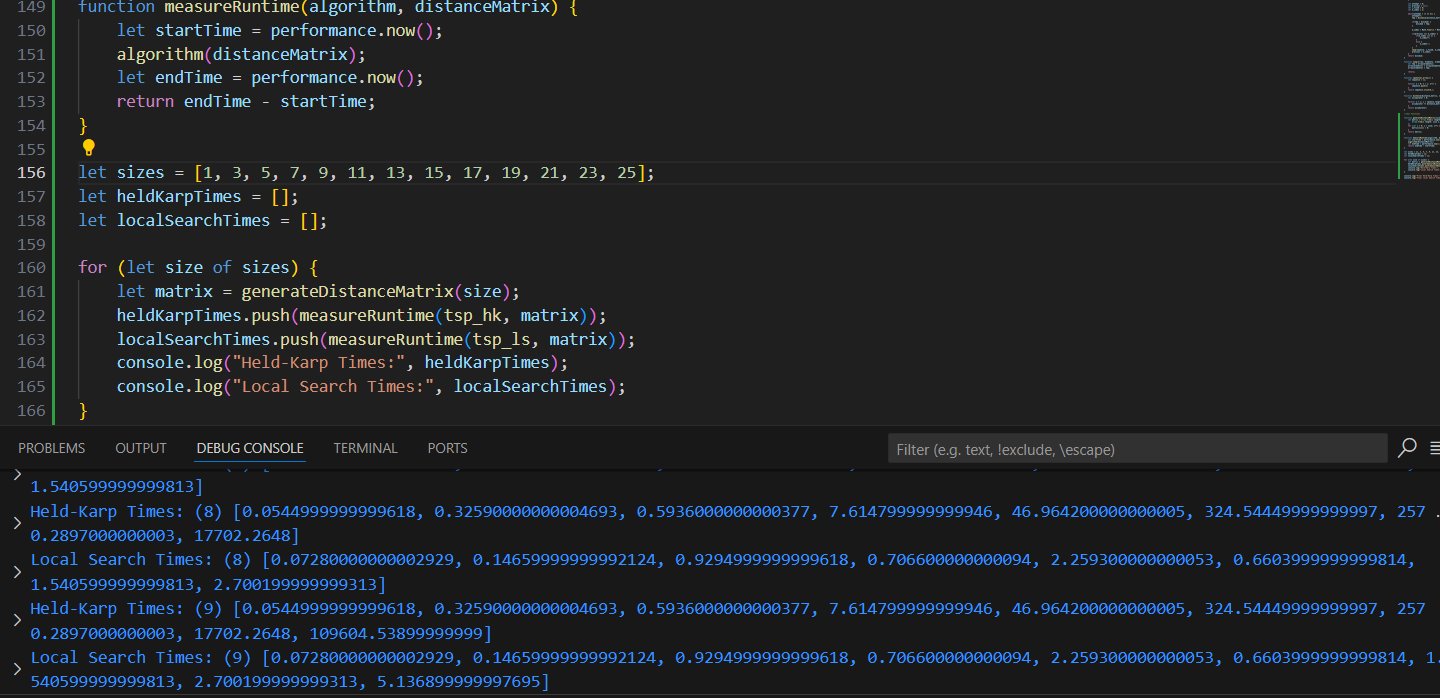 149 function measureRuntime(algorithm, distanceMatrix) {
150 let startTime = performance.now();
151 algorithm(distanceMatrix);
152 let endTime = performance.now();
153 return endTime - startTime;
154 }
155
156 let sizes = [1, 3, 5, 7, 9, 11, 13, 15, 17, 19, 21, 23, 25];
157 let heldKarpTimes = [];
158 let localSearchTimes = [];
159
160 for (let size of sizes) {
161 let matrix = generateDistanceMatrix(size);
162 heldKarpTimes.push(measureRuntime(tsp_hk, matrix));
163 localSearchTimes.push(measureRuntime(tsp_ls, matrix));
164 console.log("Held-Karp Times:", heldKarpTimes);
165 console.log("Local Search Times:", localSearchTimes);
166 }
PROBLEMS OUTPUT DEBUG CONSOLE TERMINAL PORTS Filter (e.g. text, !exclude, \escape)
1.540599999999813]
Held-Karp Times: (8) [0.0544999999999618, 0.32590000000004693, 0.5936000000000377, 7.614799999999946, 46.964200000000005, 324.54449999999997, 257
0.2897000000003, 17702.2648]
Local Search Times: (8) [0.07280000000002929, 0.14659999999992124, 0.9294999999999618, 0.706600000000094, 2.259300000000053, 0.6603999999999814,
1.540599999999813, 2.700199999999313]
Held-Karp Times: (9) [0.0544999999999618, 0.32590000000004693, 0.5936000000000377, 7.614799999999946, 46.964200000000005, 324.54449999999997, 257
0.2897000000003, 17702.2648, 109604.53899999999]
Local Search Times: (9) [0.07280000000002929, 0.14659999999992124, 0.9294999999999618, 0.706600000000094, 2.259300000000053, 0.6603999999999814, 1.
540599999999813, 2.700199999999313, 5.136899999997695]